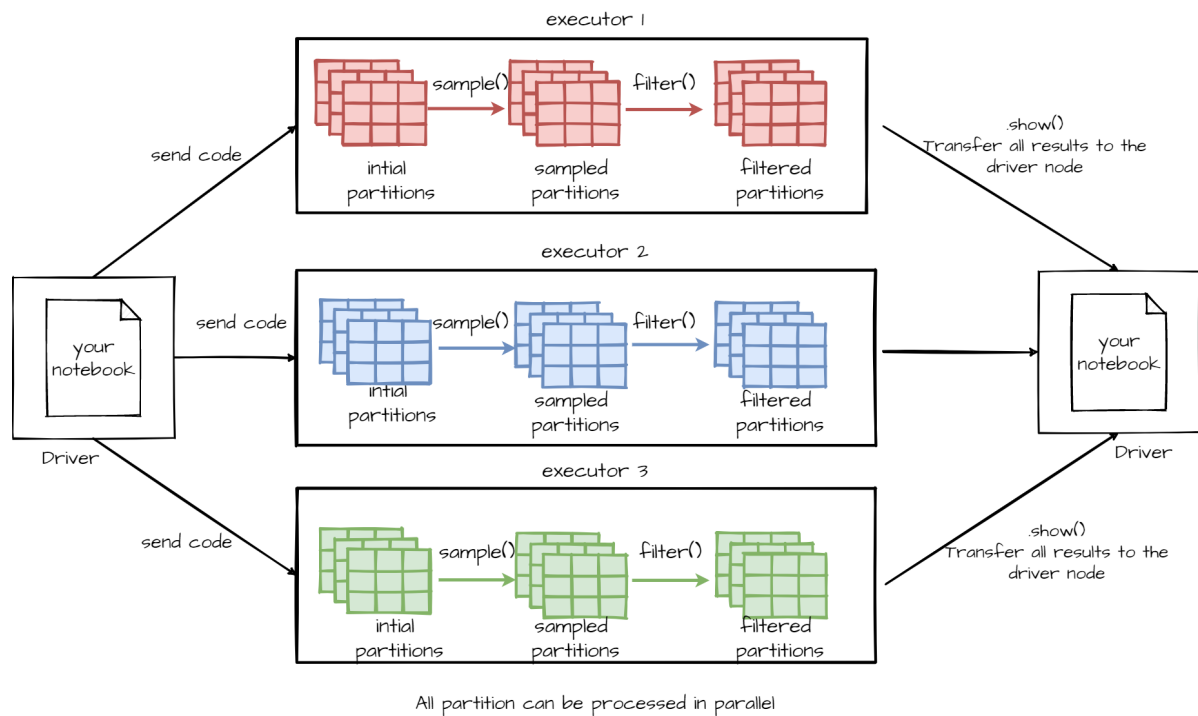 executor 1
sample()
filter()
intial
partitions
sampled
partitions
filtered
partitions
send code
.show()
Transfer all results to the
driver node
executor 2
send code
sample()
filter()
intial
partitions
sampled
partitions
filtered
partitions
your
notebook
Driver
your
notebook
Driver
executor 3
send code
sample()
filter()
intial
partitions
sampled
partitions
filtered
partitions
.show()
Transfer all results to the
driver node
All partition can be processed in parallel